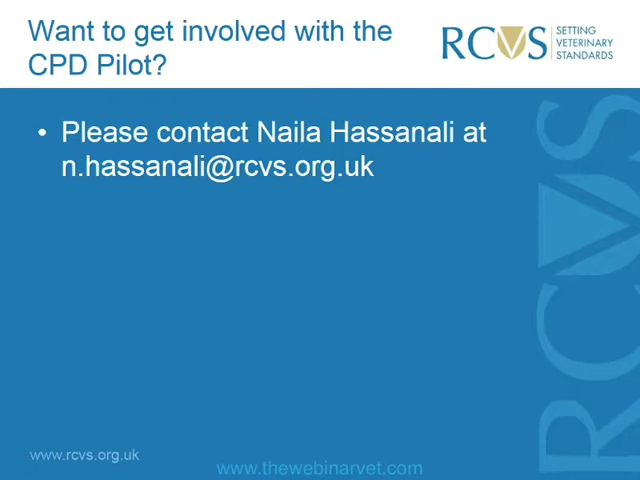 Want to get involved with the
CPD Pilot?
RCVS
SETTING
VETERINARY
STANDARDS
• Please contact Naila Hassanali at
n.hassanali@rcvs.org.uk
RCVS
www.rcvs.org.uk
www.thewebinarvet.com